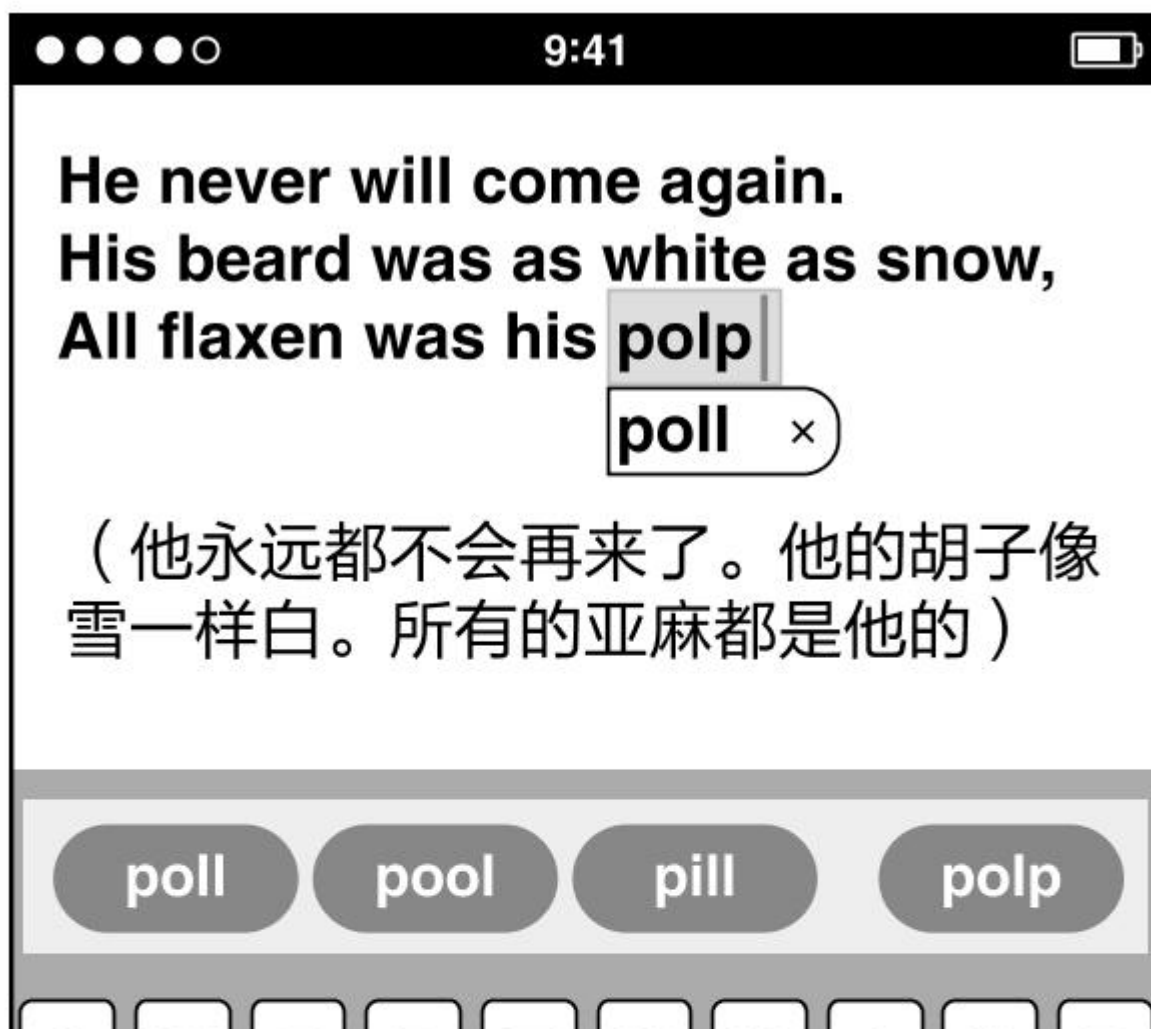 9:41
He never will come again.
His beard was as white as snow,
All flaxen was his polp
poll ×
（他永远都不会再来了。他的胡子像
雪一样白。所有的亚麻都是他的）
poll pool pill polp